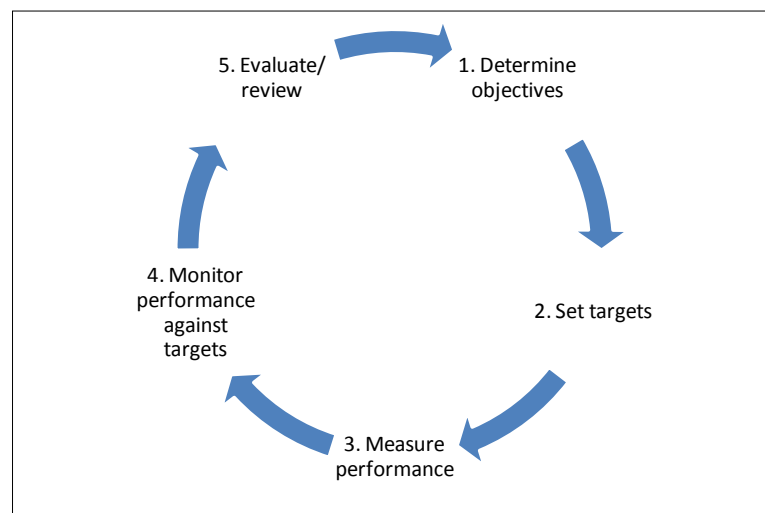 1. Determine
objectives
2. Set targets
3. Measure
performance
4. Monitor
performance
against
targets
5. Evaluate/
review